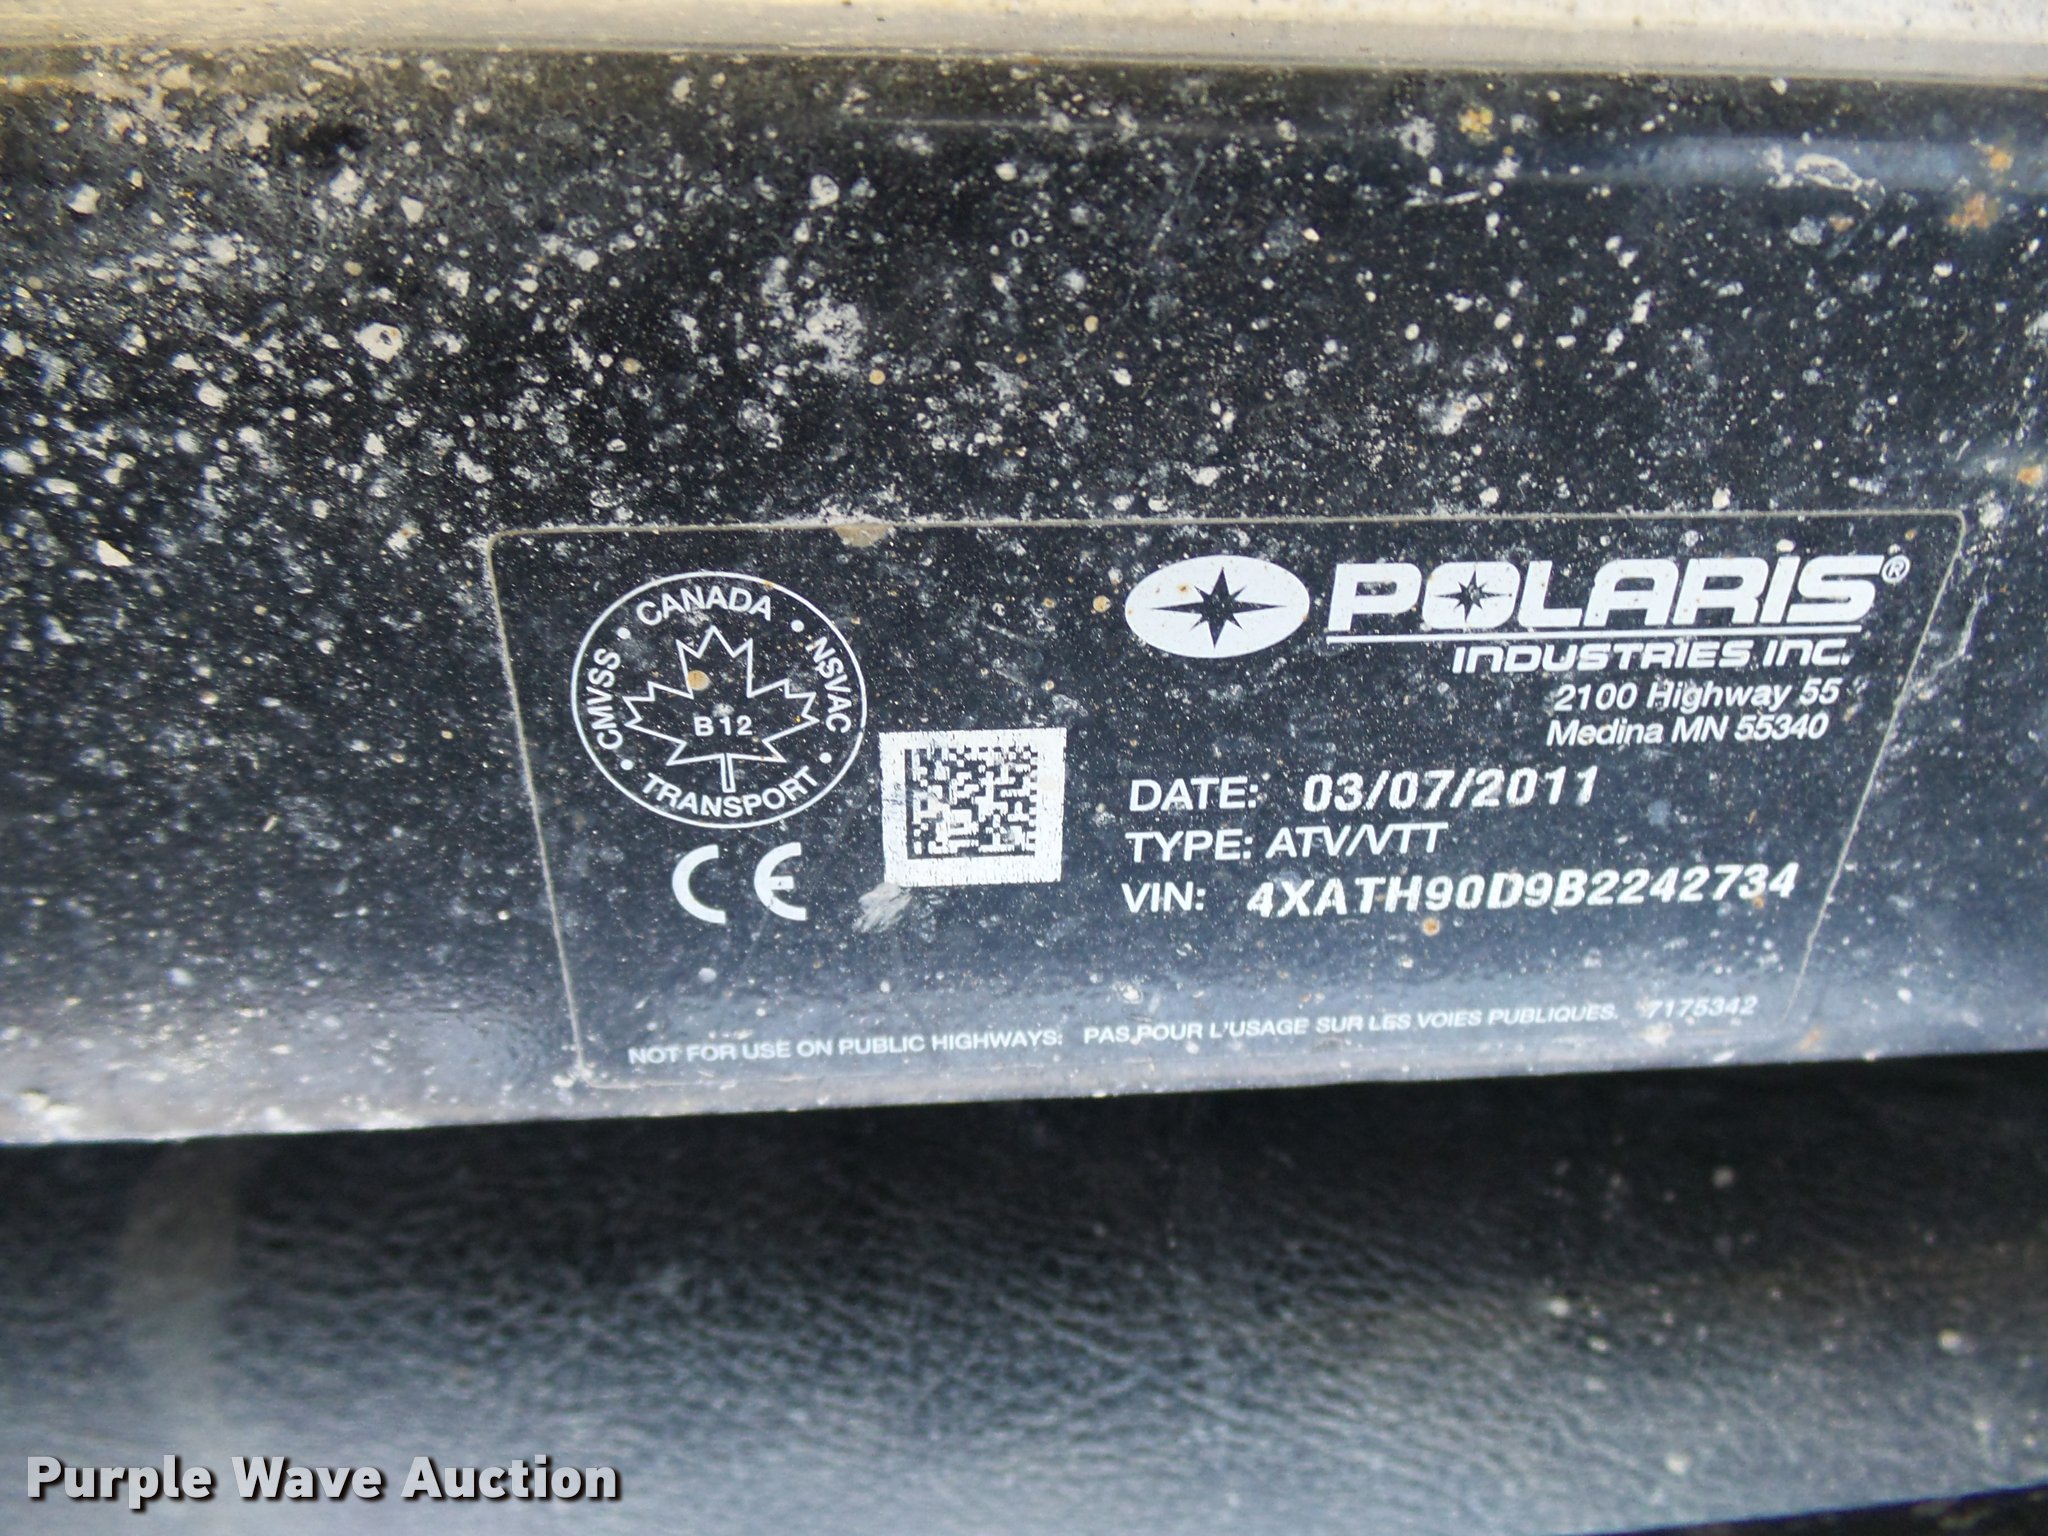 CANADA • NSVAC • TRANSPORT • CMVSS •
B12
CE
POLARIS®
INDUSTRIES INC.
2100 Highway 55
Medina MN 55340
DATE: 03/07/2011
TYPE: ATV/VTT
VIN: 4XATH90D9B2242734
NOT FOR USE ON PUBLIC HIGHWAYS. PAS POUR L'USAGE SUR LES VOIES PUBLIQUES. 7175342
Purple Wave Auction